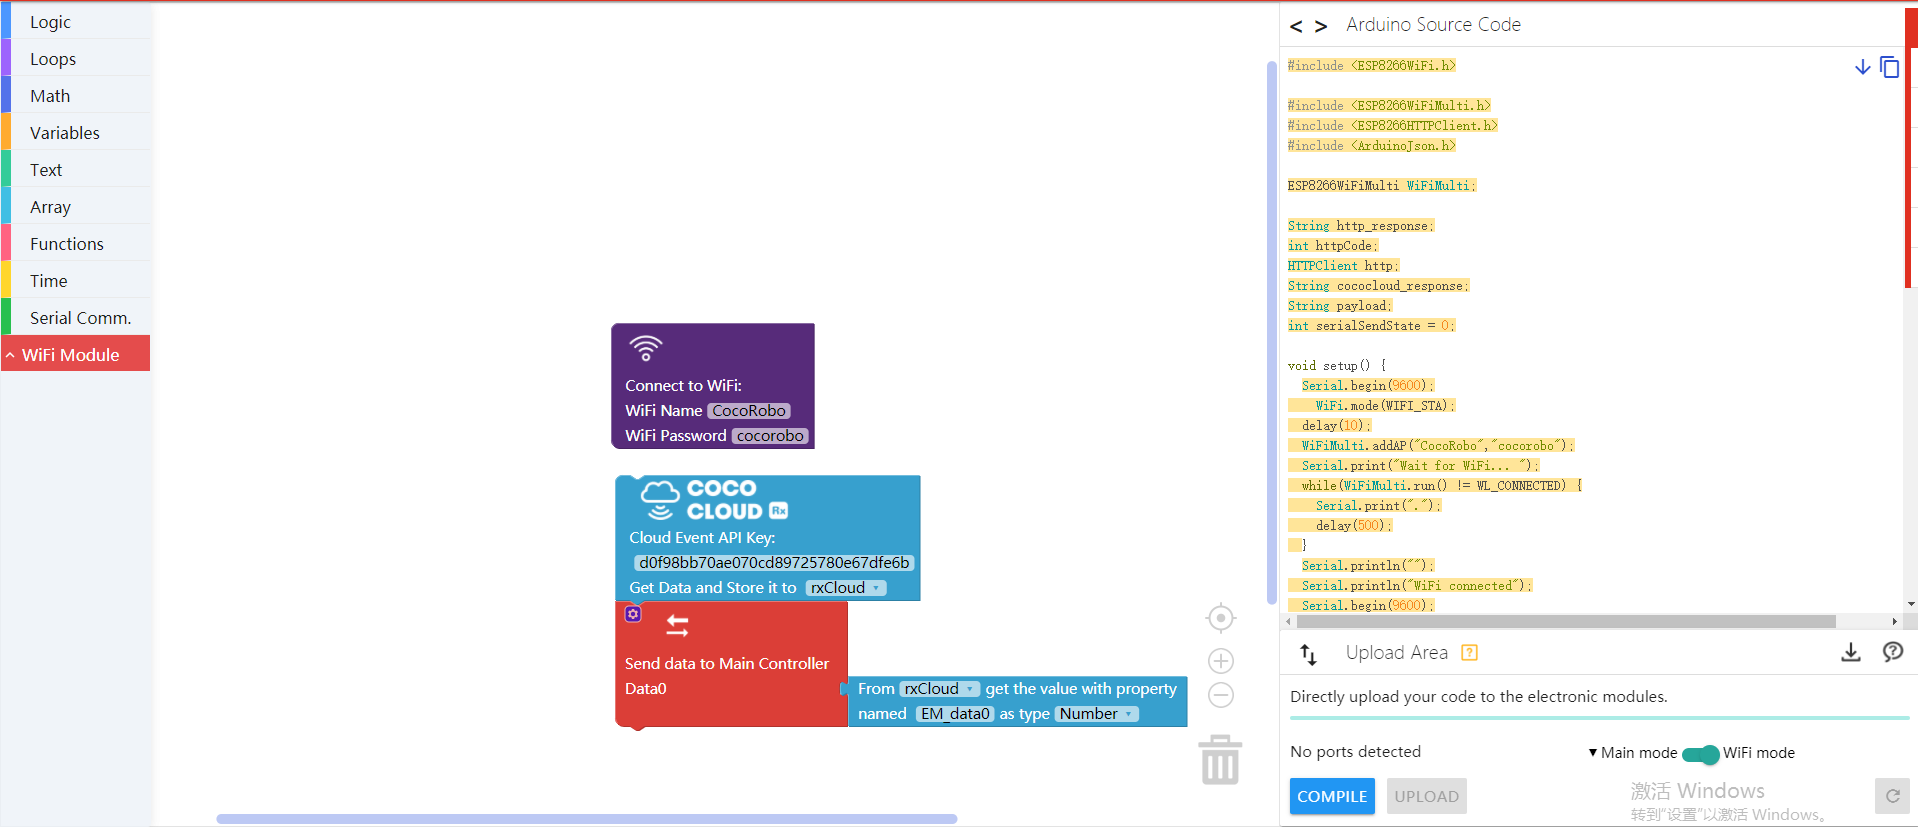 Logic
Loops
Math
Variables
Text
Array
Functions
Time
Serial Comm.
WiFi Module
Connect to WiFi:
WiFi Name CocoRobo
WiFi Password cocorobo
COCO
CLOUD Rx
Cloud Event API Key:
d0f98bb70ae070cd89725780e67dfe6b
Get Data and Store it to rxCloud
Send data to Main Controller
Data0
From rxCloud get the value with property
named EM_data0 as type Number
< > Arduino Source Code
#include <ESP8266WiFi.h>
#include <ESP8266WiFiMulti.h>
#include <ESP8266HTTPClient.h>
#include <ArduinoJson.h>
ESP8266WiFiMulti WiFiMulti;
String http_response;
int httpCode;
HTTPClient http;
String cococloud_response;
String payload;
int serialSendState = 0;
void setup() {
Serial.begin(9600);
WiFi.mode(WIFI_STA);
delay(10);
WiFiMulti.addAP("CocoRobo","cocorobo");
Serial.print("Wait for WiFi... ");
while(WiFiMulti.run() != WL_CONNECTED) {
Serial.print(".");
delay(500);
}
Serial.println("");
Serial.println("WiFi connected");
Serial.begin(9600);
Upload Area ?
Directly upload your code to the electronic modules.
No ports detected
▼ Main mode WiFi mode
COMPILE UPLOAD
激活 Windows
转到“设置”以激活 Windows。